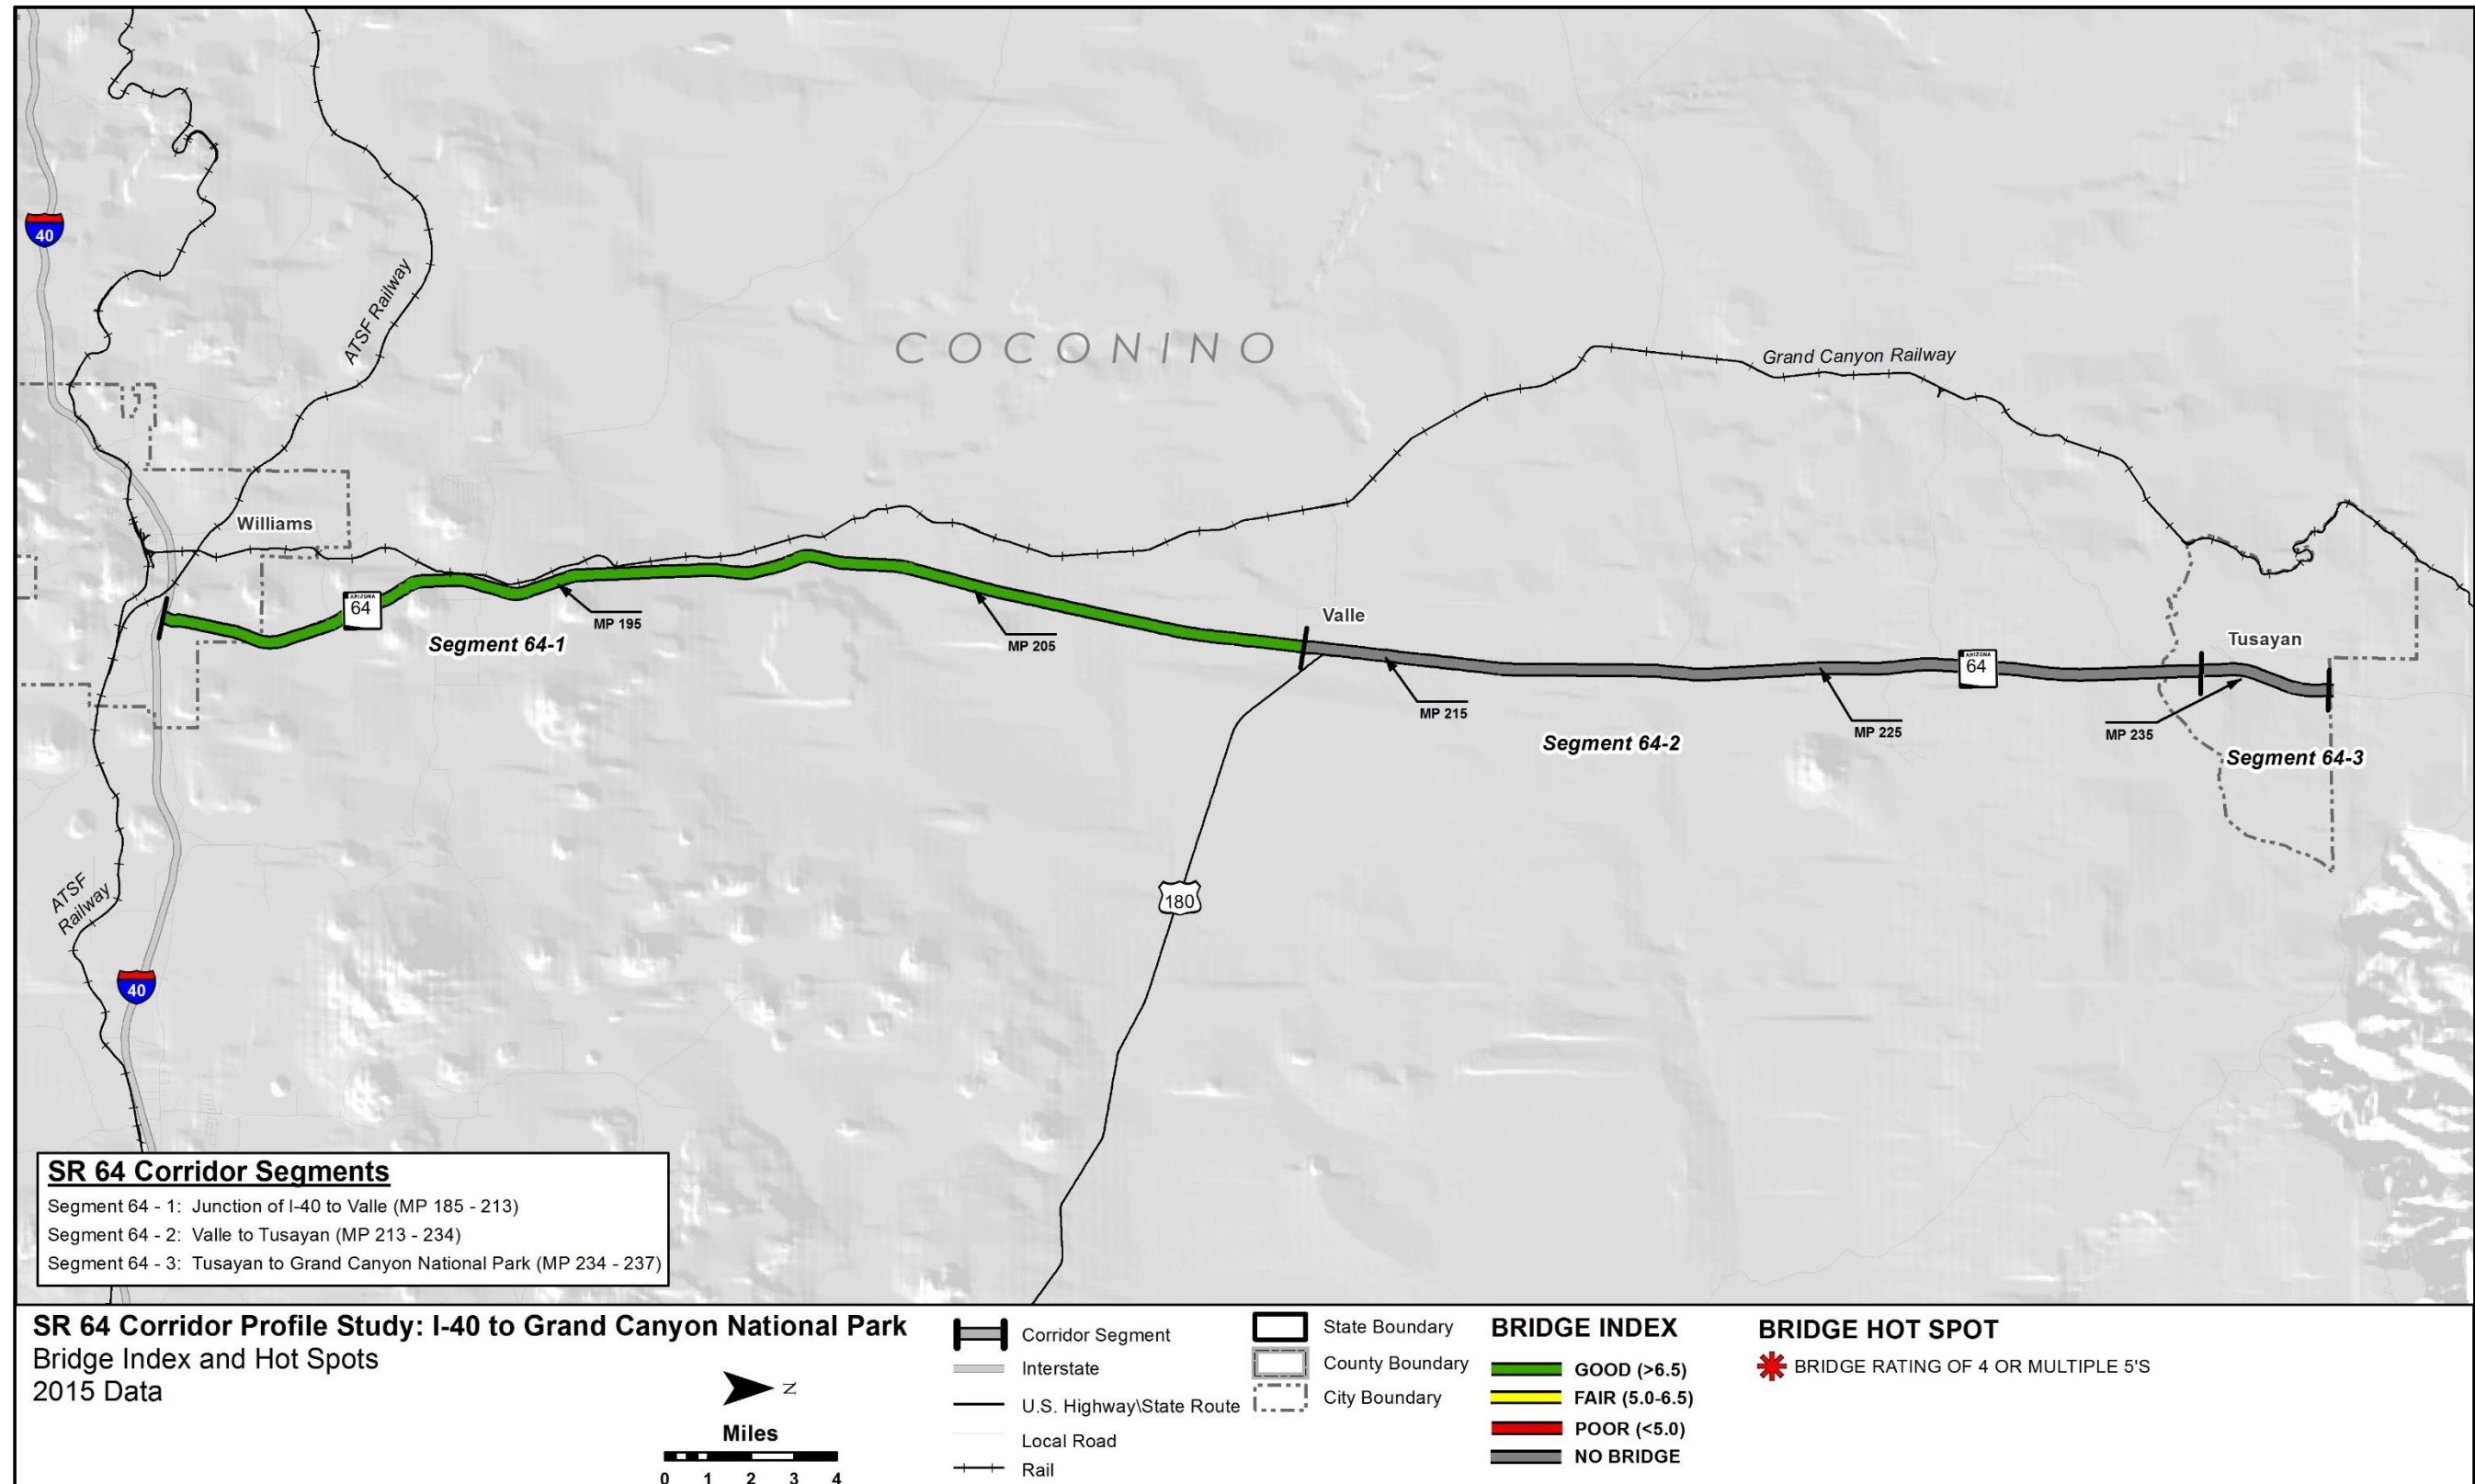 40
ATSF Railway
COCONINO
Grand Canyon Railway
Williams
ARIZONA
64
MP 195
Segment 64-1
MP 205
Valle
MP 215
Segment 64-2
MP 225
ARIZONA
64
Tusayan
MP 235
Segment 64-3
180
ATSF
Railway
40
SR 64 Corridor Segments
Segment 64 - 1: Junction of I-40 to Valle (MP 185 - 213)
Segment 64 - 2: Valle to Tusayan (MP 213 - 234)
Segment 64 - 3: Tusayan to Grand Canyon National Park (MP 234 - 237)
SR 64 Corridor Profile Study: I-40 to Grand Canyon National Park
Bridge Index and Hot Spots
2015 Data
N
Miles
0 1 2 3 4
Corridor Segment
Interstate
U.S. Highway\State Route
Local Road
Rail
State Boundary
County Boundary
City Boundary
BRIDGE INDEX
GOOD (>6.5)
FAIR (5.0-6.5)
POOR (<5.0)
NO BRIDGE
BRIDGE HOT SPOT
BRIDGE RATING OF 4 OR MULTIPLE 5'S